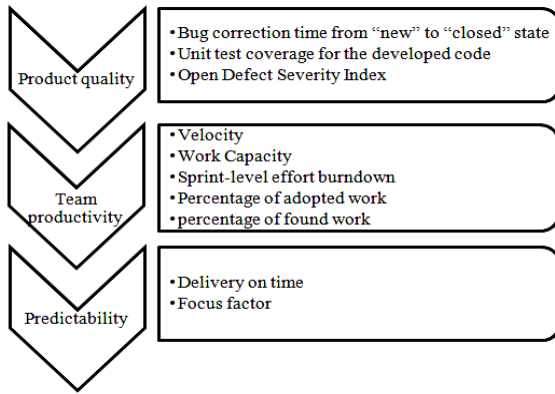 Product quality
• Bug correction time from “new” to “closed” state
• Unit test coverage for the developed code
• Open Defect Severity Index
Team
productivity
• Velocity
• Work Capacity
• Sprint-level effort burndown
• Percentage of adopted work
• percentage of found work
Predictability
• Delivery on time
• Focus factor